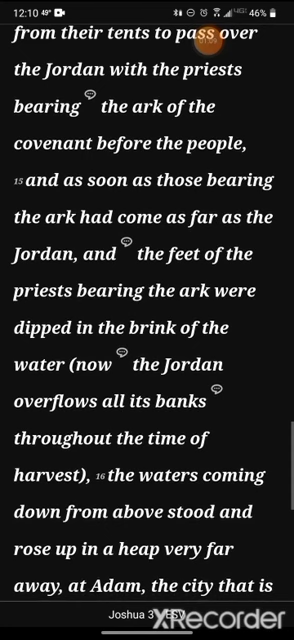 12:10 49° 46%
from their tents to pass over
01:09
the Jordan with the priests
bearing the ark of the
covenant before the people,
15 and as soon as those bearing
the ark had come as far as the
Jordan, and the feet of the
priests bearing the ark were
dipped in the brink of the
water (now the Jordan
overflows all its banks
throughout the time of
harvest), 16 the waters coming
down from above stood and
rose up in a heap very far
away, at Adam, the city that is
Joshua 3 ESV
XRecorder